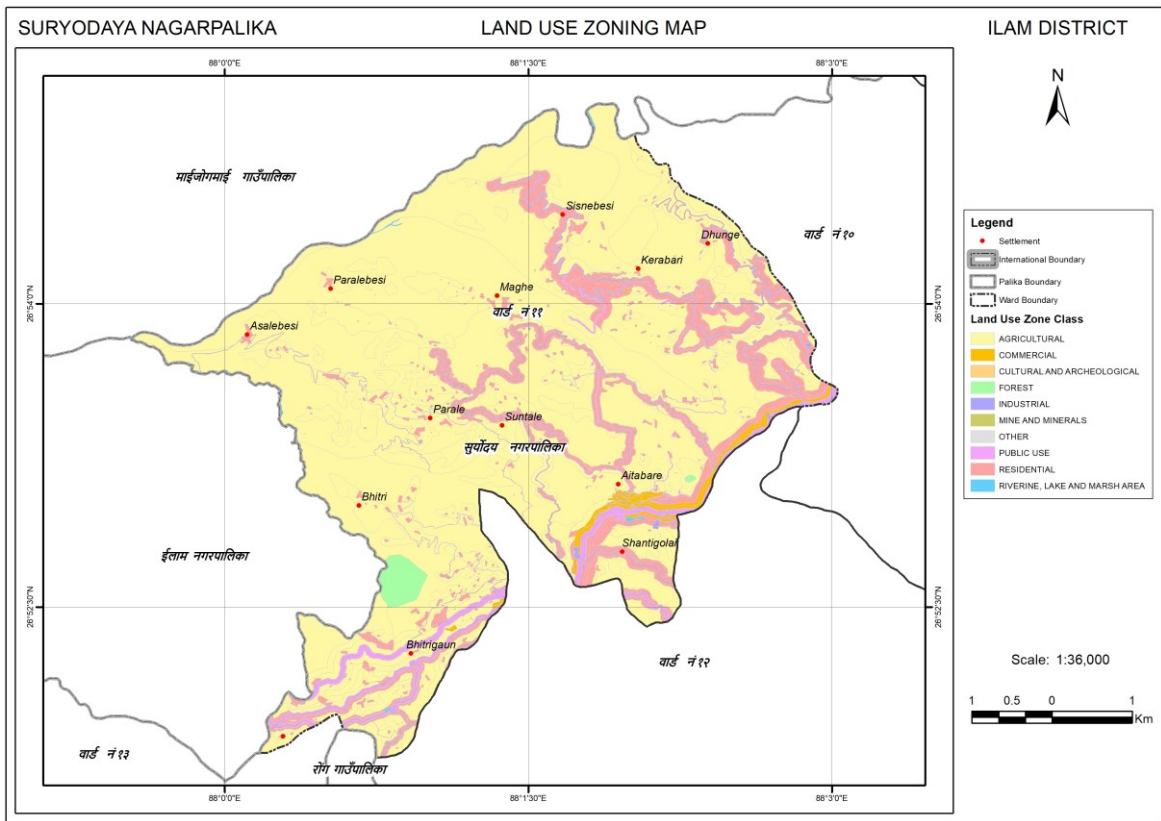 SURYODAYA NAGARPALIKA
LAND USE ZONING MAP
ILAM DISTRICT
88°0'0"E
88°1'30"E
88°3'0"E
N
माईजोगमाई गाउँपालिका
Sisnebesi
वार्ड नं १०
Dhunge
Kerabari
Paralebesi
Maghe
26°54'0"N
26°54'0"N
वार्ड नं ११
Asalebesi
Parale
Suntale
सुर्योदय नगरपालिका
Aitabare
Bhitri
Shantigolai
ईलाम नगरपालिका
26°52'30"N
26°52'30"N
Bhitrigaun
वार्ड नं १२
वार्ड नं १३
रोंग गाउँपालिका
88°0'0"E
88°1'30"E
88°3'0"E
Legend
Settlement
International Boundary
Palika Boundary
Ward Boundary
Land Use Zone Class
AGRICULTURAL
COMMERCIAL
CULTURAL AND ARCHEOLOGICAL
FOREST
INDUSTRIAL
MINE AND MINERALS
OTHER
PUBLIC USE
RESIDENTIAL
RIVERINE, LAKE AND MARSH AREA
Scale: 1:36,000
1 0.5 0 1
Km